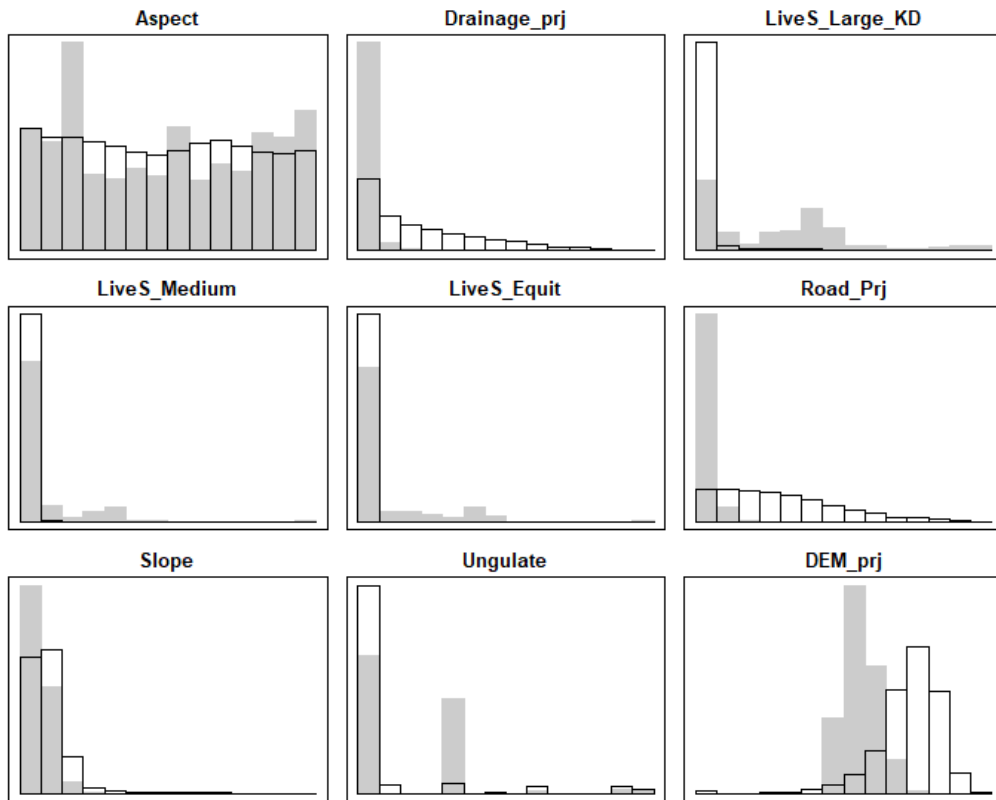 Aspect
Drainage_prj
LiveS_Large_KD
LiveS_Medium
LiveS_Equit
Road_Prj
Slope
Ungulate
DEM_prj